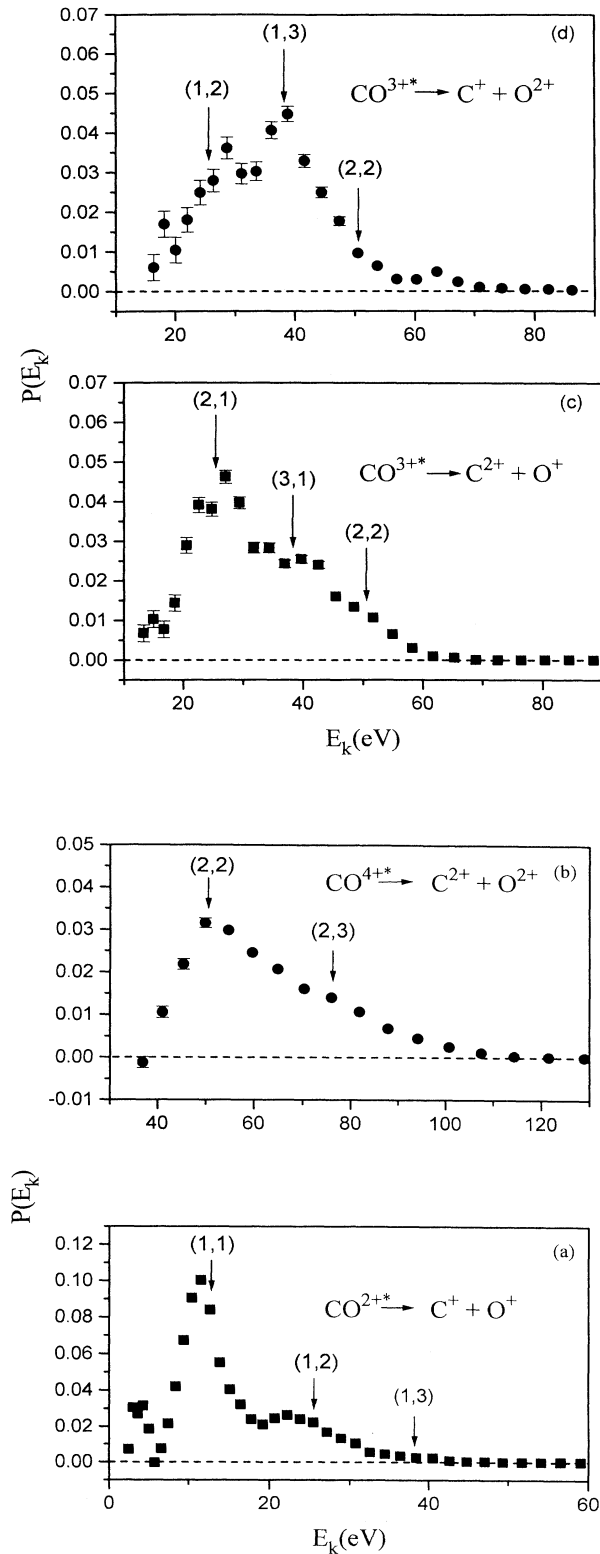 0.07
0.06
0.05
0.04
0.03
0.02
0.01
0.00
(d)
(1,3)
(1,2)
(2,2)
CO³⁺* → C⁺ + O²⁺
20 40 60 80
P(Eₖ)
0.07
0.06
0.05
0.04
0.03
0.02
0.01
0.00
(c)
(2,1)
(3,1)
(2,2)
CO³⁺* → C²⁺ + O⁺
20 40 60 80
Eₖ(eV)
0.05
0.04
0.03
0.02
0.01
0.00
-0.01
(2,2)
(2,3)
CO⁴⁺* → C²⁺ + O²⁺
(b)
40 60 80 100 120
P(Eₖ)
0.12
0.10
0.08
0.06
0.04
0.02
0.00
(1,1)
(a)
CO²⁺* → C⁺ + O⁺
(1,2)
(1,3)
0 20 40 60
Eₖ(eV)